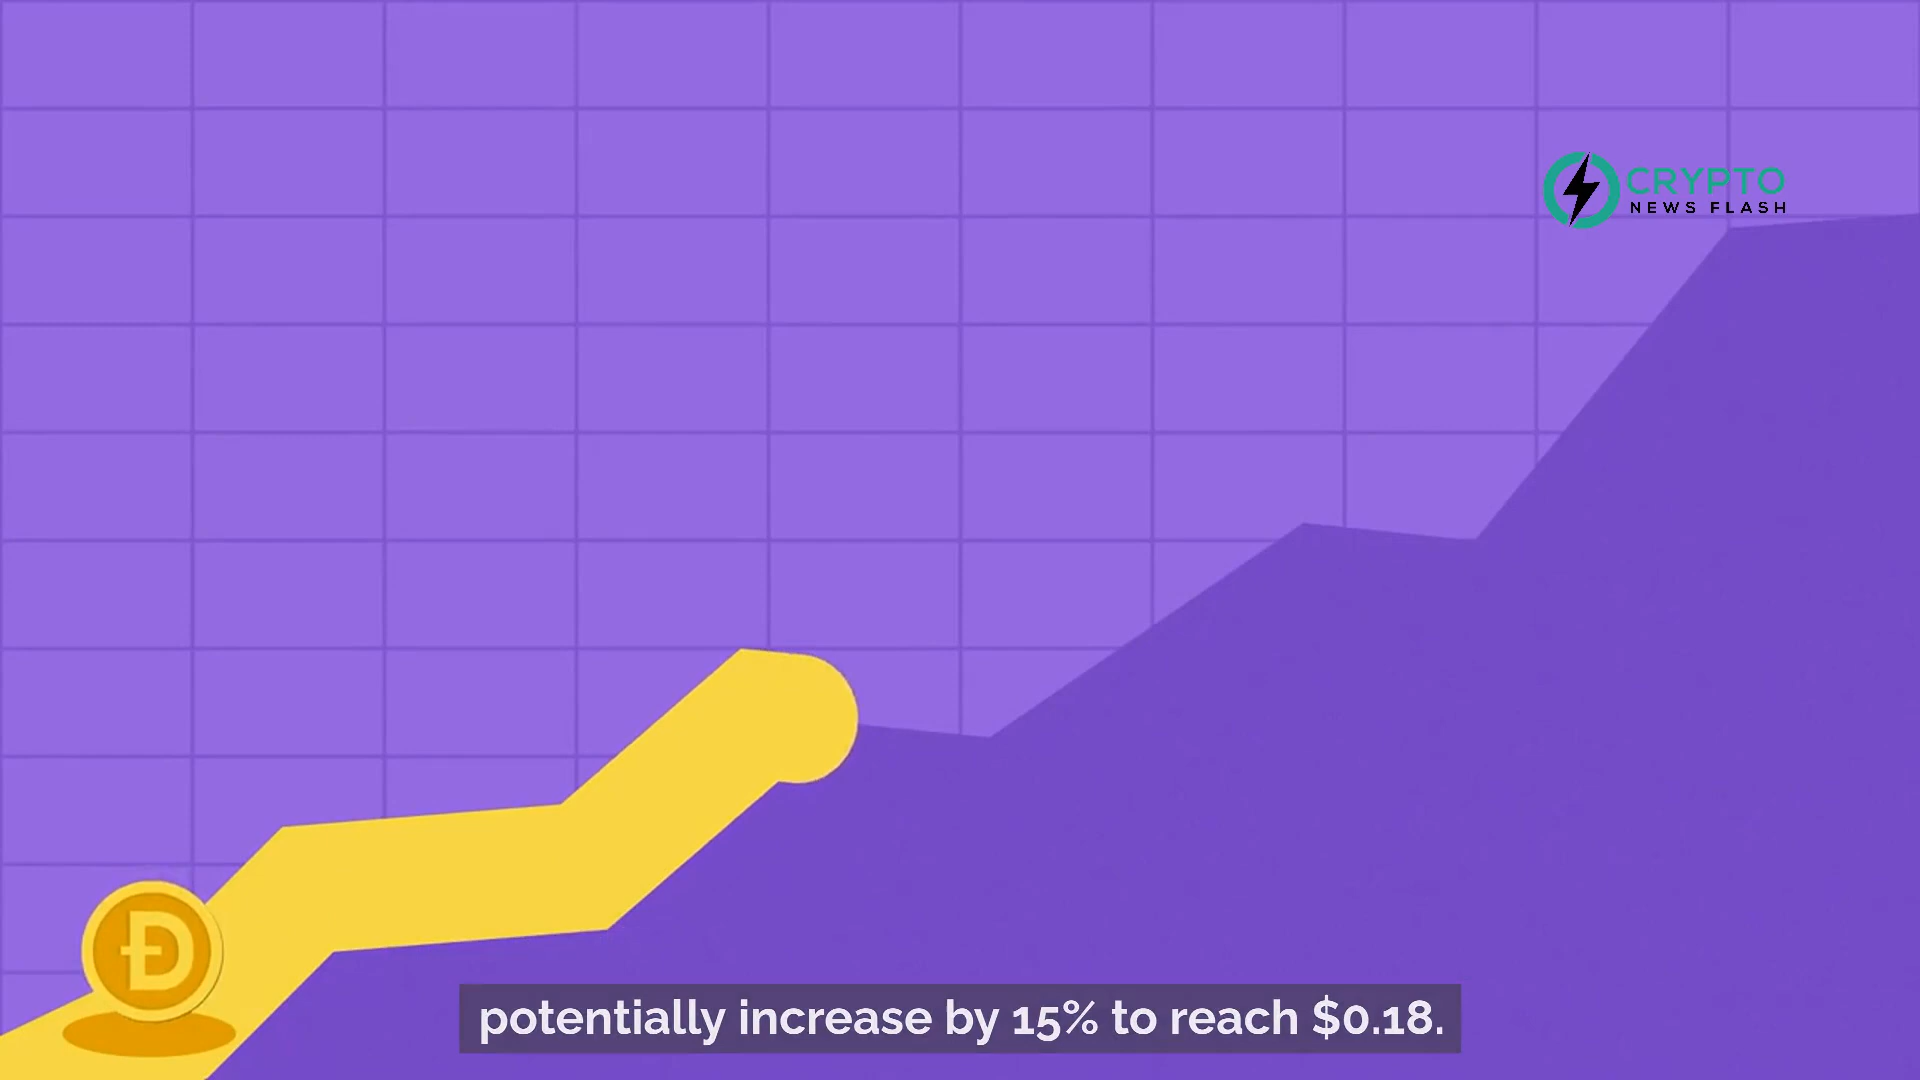 CRYPTO
NEWS FLASH
Ð
potentially increase by 15% to reach $0.18.